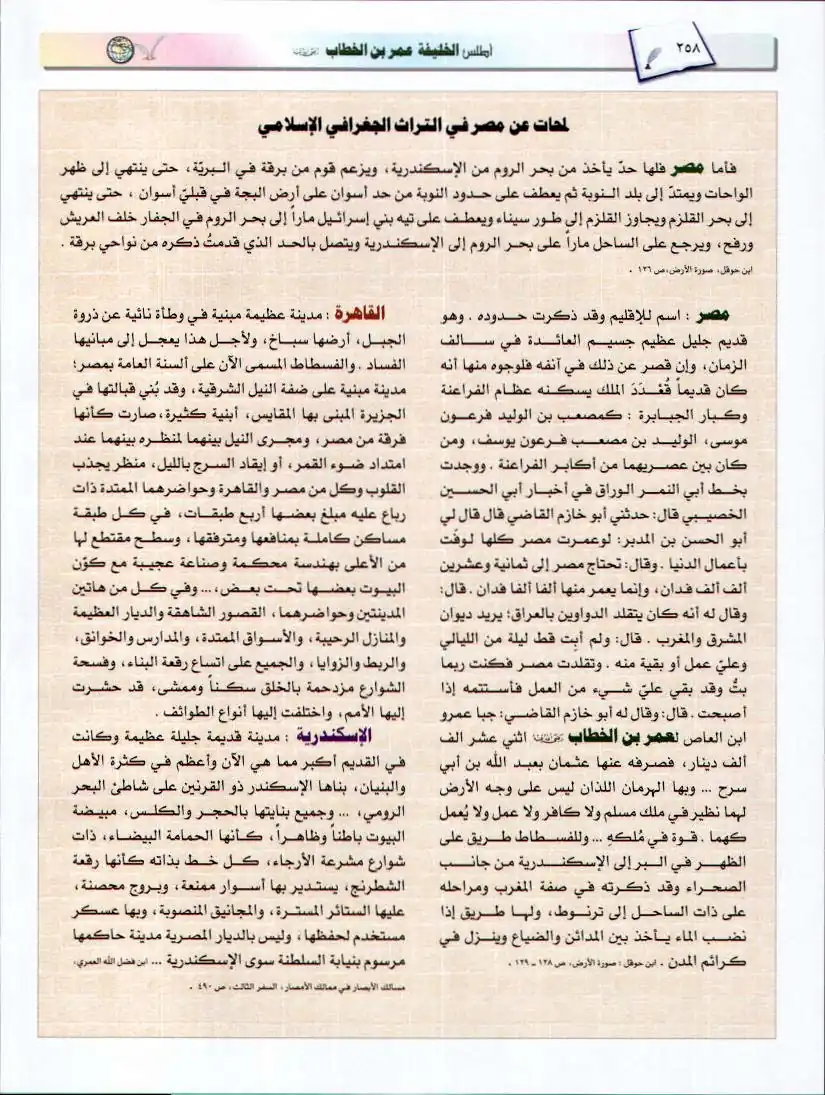 ٢٥٨
أطلس الخليفة عمر بن الخطاب
لمحات عن مصر في التراث الجغرافي الإسلامي
فأما مصر فلها حدّ يأخذ من بحر الروم من الإسكندرية، ويزعم قوم من برقة في البريّة، حتى ينتهي إلى ظهر
الواحات ويمتدّ إلى بلد النوبة ثم يعطف على حدود النوبة من حد أسوان على أرض البجة في قبليّ أسوان ، حتى ينتهي
إلى بحر القلزم ويجاوز القلزم إلى طور سيناء ويعطف على تيه بني إسرائيل ماراً إلى بحر الروم في الجفار خلف العريش
ورفح، ويرجع على الساحل ماراً على بحر الروم إلى الإسكندرية ويتصل بالحد الذي قدمتُ ذكره من نواحي برقة .
ابن حوقل، صورة الأرض، ص ١٢٦ .
مصر : اسم للإقليم وقد ذكرت حدوده . وهو
قديم جليل عظيم جسيم العائدة في سالف
الزمان، وإن قصر عن ذلك في آنفه فلوجوه منها أنه
كان قديماً قُعْدَدَ الملك يسكنه عظام الفراعنة
وكبار الجبابرة : كمصعب بن الوليد فرعون
موسى، الوليد بن مصعب فرعون يوسف، ومن
كان بين عصريهما من أكابر الفراعنة . ووجدت
بخط أبي النمر الوراق في أخبار أبي الحسين
الخصيبي قال: حدثني أبو خازم القاضي قال قال لي
أبو الحسن بن المدبر: لوعمرت مصر كلها لوفّت
بأعمال الدنيا . وقال: تحتاج مصر إلى ثمانية وعشرين
ألف ألف فدان، وإنما يعمر منها ألفا ألفا فدان . قال:
وقال له أنه كان يتقلد الدواوين بالعراق؛ يريد ديوان
المشرق والمغرب . قال: ولم أبت قط ليلة من الليالي
وعليّ عمل أو بقية منه . وتقلدت مصر فكنت ربما
بتُّ وقد بقي عليّ شيء من العمل فأستتمه إذا
أصبحت . قال: وقال له أبو خازم القاضي: جبا عمرو
ابن العاص لعمر بن الخطاب اثني عشر الف
ألف دينار، فصرفه عنها عثمان بعبد الله بن أبي
سرح ... وبها الهرمان اللذان ليس على وجه الأرض
لهما نظير في ملك مسلم ولا كافر ولا عمل ولا يُعمل
كهما . قوة في مُلكهِ ... وللفسطاط طريق على
الظهر في البر إلى الإسكندرية من جانب
الصحراء وقد ذكرته في صفة المغرب ومراحله
على ذات الساحل إلى ترنوط، ولها طريق إذا
نضب الماء يأخذ بين المدائن والضياع وينزل في
كرائم المدن . ابن حوقل : صورة الأرض، ص ١٢٨ - ١٢٩ .
القاهرة : مدينة عظيمة مبنية في وطأة نائية عن ذروة
الجبل، أرضها سباخ، ولأجل هذا يعجل إلى مبانيها
الفساد . والفسطاط المسمى الآن على ألسنة العامة بمصر؛
مدينة مبنية على ضفة النيل الشرقية، وقد بُني قبالتها في
الجزيرة المبنى بها المقايس، أبنية كثيرة، صارت كأنها
فرقة من مصر، ومجرى النيل بينهما لمنظره بينهما عند
امتداد ضوء القمر، أو إيقاد السرج بالليل، منظر يجذب
القلوب وكل من مصر والقاهرة وحواضرهما الممتدة ذات
رباع عليه مبلغ بعضها أربع طبقات، في كل طبقة
مساكن كاملة بمنافعها ومترفقها، وسطح مقتطع لها
من الأعلى بهندسة محكمة وصناعة عجيبة مع كوّن
البيوت بعضها تحت بعض، ... وفي كل من هاتين
المدينتين وحواضرهما، القصور الشاهقة والديار العظيمة
والمنازل الرحيبة، والأسواق الممتدة، والمدارس والخوانق،
والربط والزوايا، والجميع على اتساع رقعة البناء، وفسحة
الشوارع مزدحمة بالخلق سكناً وممشى، قد حشرت
إليها الأمم، واختلفت إليها أنواع الطوائف .
الإسكندرية : مدينة قديمة جليلة عظيمة وكانت
في القديم أكبر مما هي الآن وأعظم في كثرة الأهل
والبنيان، بناها الإسكندر ذو القرنين على شاطئ البحر
الرومي، ... وجميع بنايتها بالحجر والكلس، مبيضة
البيوت باطناً وظاهراً، كأنها الحمامة البيضاء، ذات
شوارع مشرعة الأرجاء، كل خط بذاته كأنها رقعة
الشطرنج، يستدير بها أسوار ممنعة، وبروج محصنة،
عليها الستائر المسترة، والمجانيق المنصوبة، وبها عسكر
مستخدم لحفظها، وليس بالديار المصرية مدينة حاكمها
مرسوم بنيابة السلطنة سوى الإسكندرية ... ابن فضل الله العمري،
مسالك الأبصار في ممالك الأمصار، السفر الثالث، ص ٤٩٠ .